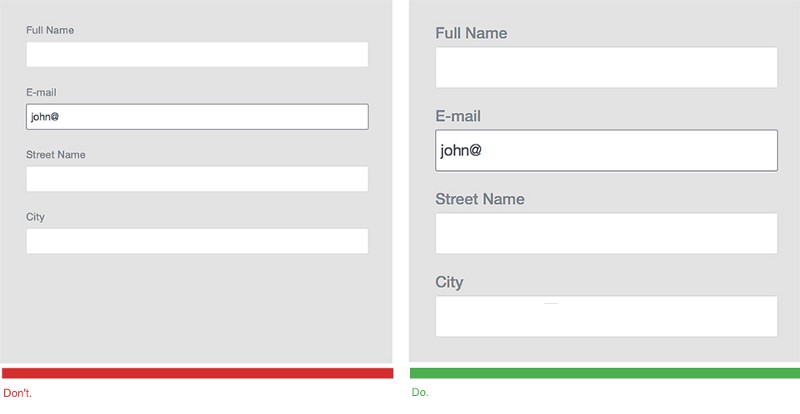 Full Name
E-mail
john@
Street Name
City
Don't.
Full Name
E-mail
john@
Street Name
City
Do.